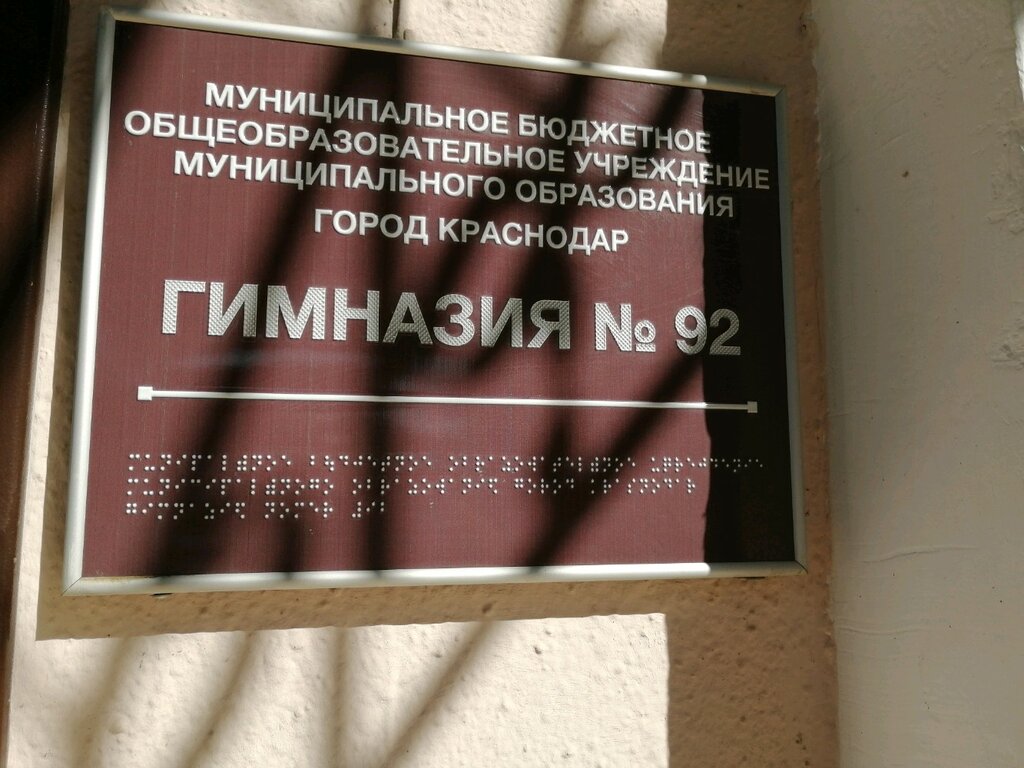 МУНИЦИПАЛЬНОЕ БЮДЖЕТНОЕ
ОБЩЕОБРАЗОВАТЕЛЬНОЕ УЧРЕЖДЕНИЕ
МУНИЦИПАЛЬНОГО ОБРАЗОВАНИЯ
ГОРОД КРАСНОДАР
ГИМНАЗИЯ № 92